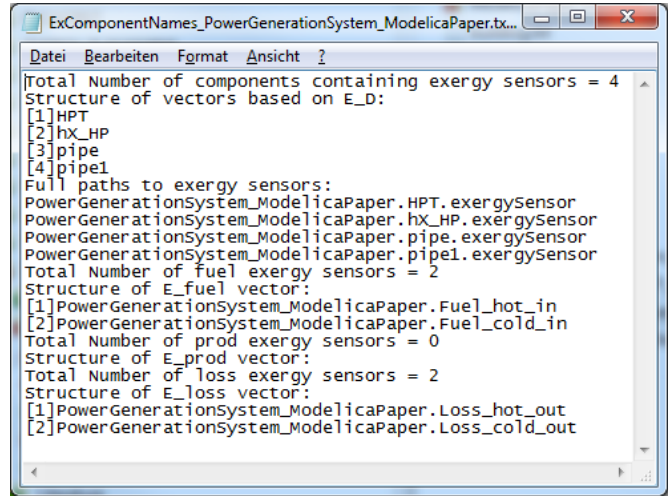 ExComponentNames_PowerGenerationSystem_ModelicaPaper.tx...
Datei Bearbeiten Format Ansicht ?
Total Number of components containing exergy sensors = 4
Structure of vectors based on E_D:
[1]HPT
[2]hX_HP
[3]pipe
[4]pipe1
Full paths to exergy sensors:
PowerGenerationSystem_ModelicaPaper.HPT.exergySensor
PowerGenerationSystem_ModelicaPaper.hX_HP.exergySensor
PowerGenerationSystem_ModelicaPaper.pipe.exergySensor
PowerGenerationSystem_ModelicaPaper.pipe1.exergySensor
Total Number of fuel exergy sensors = 2
Structure of E_fuel vector:
[1]PowerGenerationSystem_ModelicaPaper.Fuel_hot_in
[2]PowerGenerationSystem_ModelicaPaper.Fuel_cold_in
Total Number of prod exergy sensors = 0
Structure of E_prod vector:
Total Number of loss exergy sensors = 2
Structure of E_loss vector:
[1]PowerGenerationSystem_ModelicaPaper.Loss_hot_out
[2]PowerGenerationSystem_ModelicaPaper.Loss_cold_out